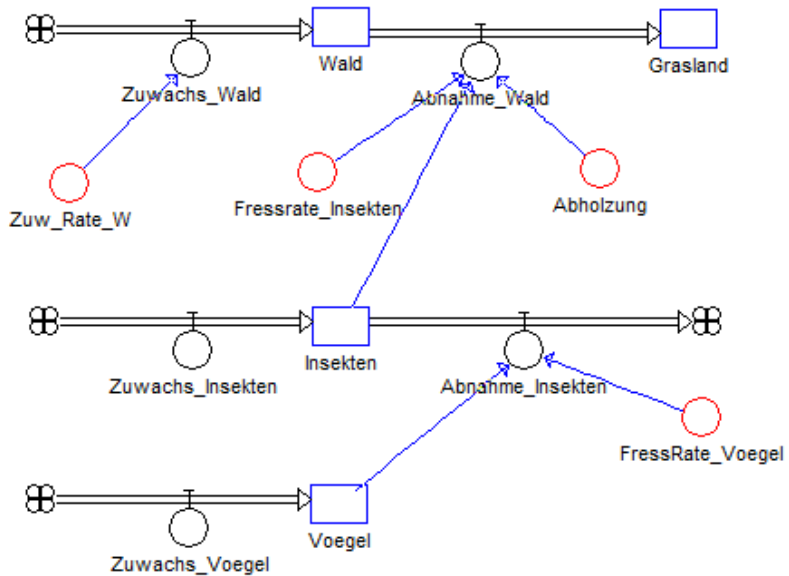 Wald
Grasland
Zuwachs_Wald
Abnahme_Wald
Zuw_Rate_W
Fressrate_Insekten
Abholzung
Insekten
Zuwachs_Insekten
Abnahme_Insekten
FressRate_Voegel
Voegel
Zuwachs_Voegel